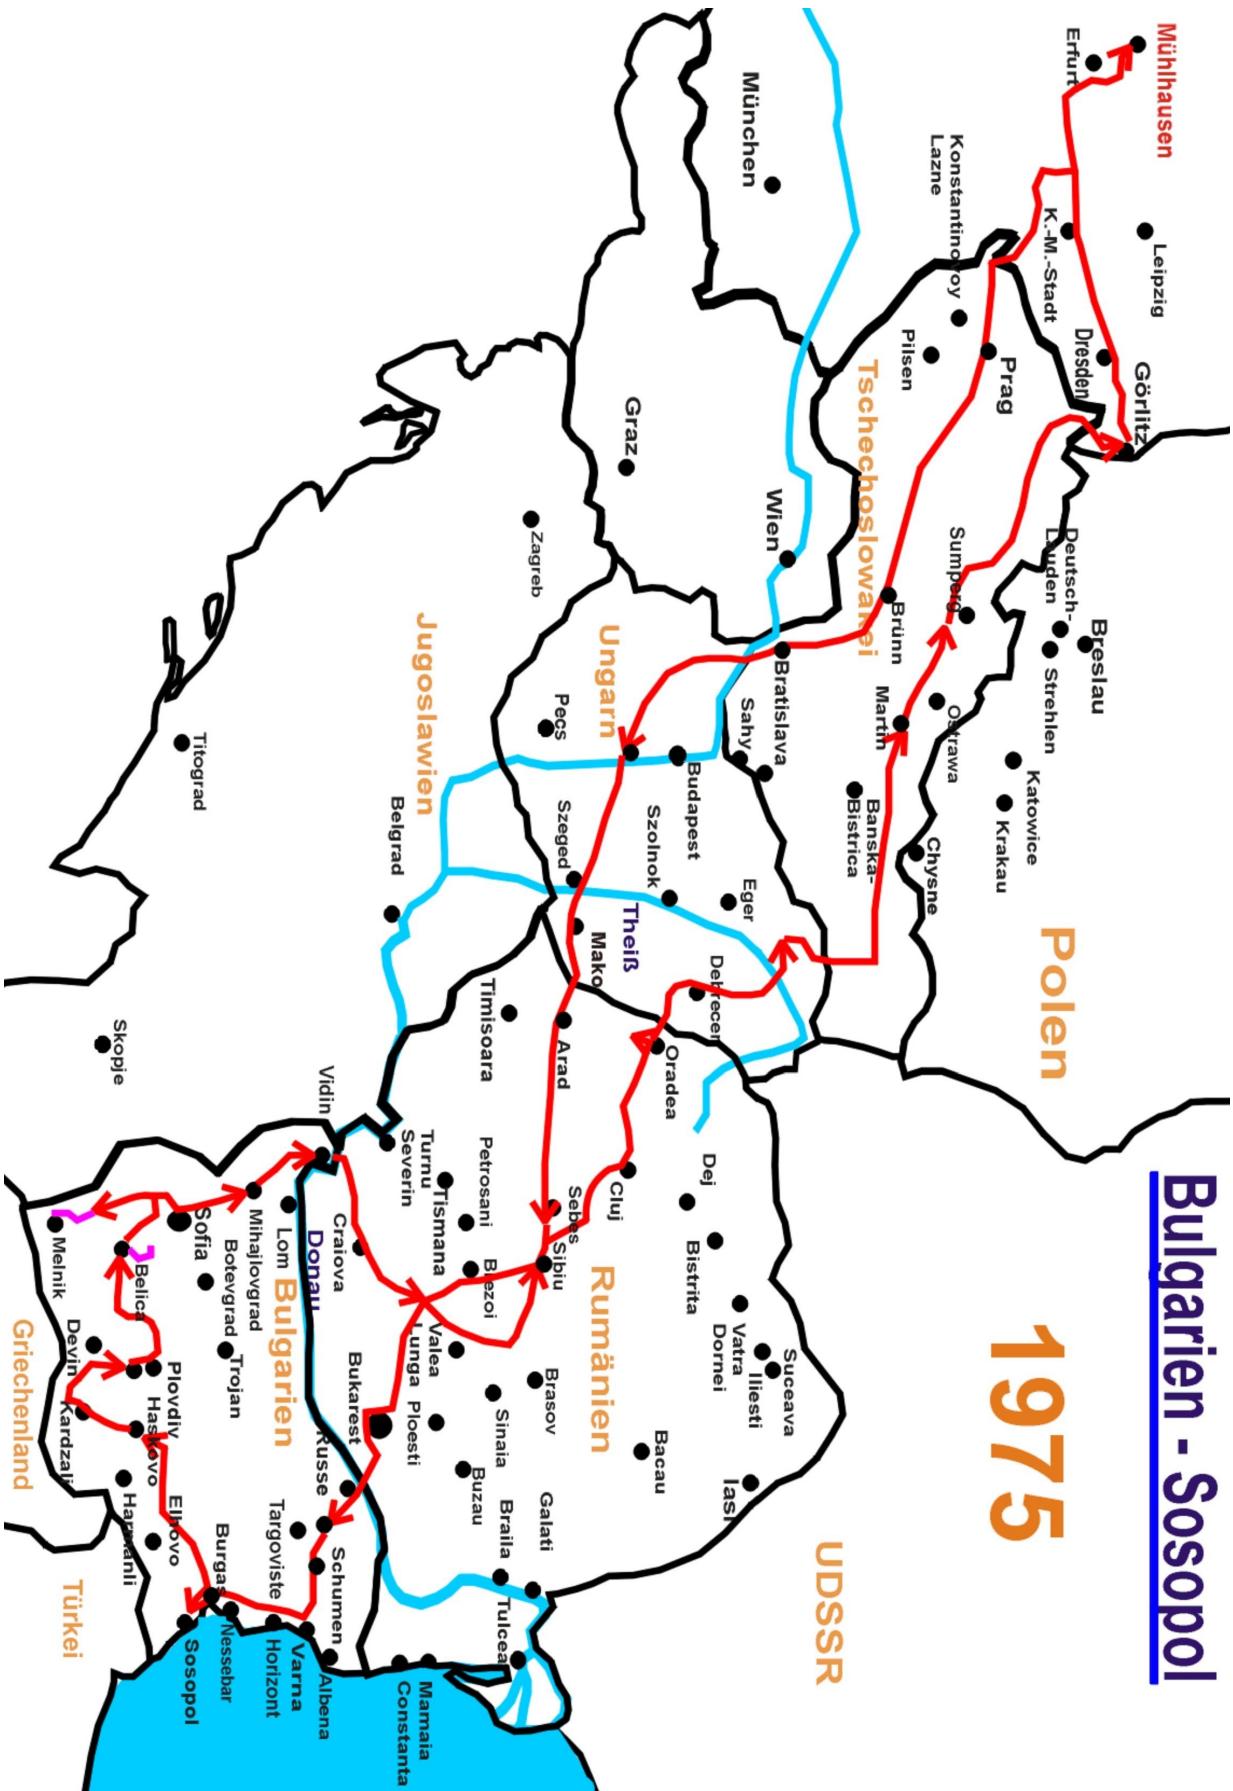 Bulgarien - Sosopol
1975
Mühlhausen
Erfurt
Leipzig
K.-M.-Stadt
Dresden
Görlitz
Konstantinovoy
Lazne
Pilsen
Prag
München
Tschechoslowakei
Graz
Wien
Zagreb
Sumperg
Deutsch-
Lauden
Breslau
Strehlen
Brünn
Bratislava
Sahy
Martin
Ostrawa
Katowice
Krakau
Banska-
Bistrica
Chysne
Polen
Jugoslawien
Ungarn
Pecs
Budapest
Szolnok
Szeged
Eger
Theiß
Mako
Debrecen
Titograd
Belgrad
Skopje
Timisoara
Arad
Oradea
Vidin
Turnu
Severin
Tismana
Petrosani
Cluj
Dej
Sebes
Sibiu
Bistrita
Craiova
Donau
Brezoi
Rumänien
Vatra
Dornei
Iliesti
Suceava
Valea
Lunga
Brasov
Sinaia
Ploesti
Bukarest
Buzau
Bacau
Iasi
Galati
Braila
Tulcea
UDSSR
Mamaia
Constanta
Russe
Schumen
Targoviste
Albena
Varna
Horizont
Nessebar
Burgas
Sosopol
Bulgarien
Lom
Mihajlovgrad
Botevgrad
Sofia
Trojan
Belica
Melnik
Plovdiv
Devin
Haskovo
Kardzali
Harmanli
Elhovo
Griechenland
Türkei